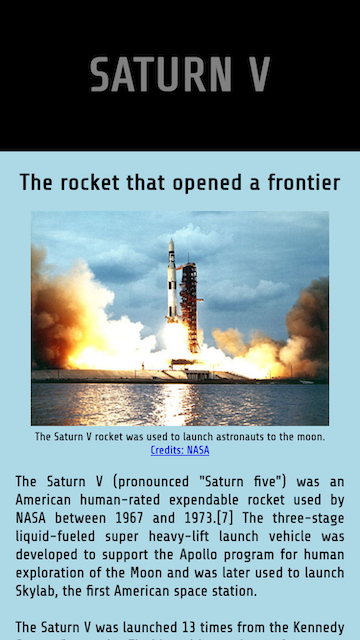 SATURN V
The rocket that opened a frontier
The Saturn V rocket was used to launch astronauts to the moon.
Credits: NASA
The Saturn V (pronounced "Saturn five") was an
American human-rated expendable rocket used by
NASA between 1967 and 1973.[7] The three-stage
liquid-fueled super heavy-lift launch vehicle was
developed to support the Apollo program for human
exploration of the Moon and was later used to launch
Skylab, the first American space station.
The Saturn V was launched 13 times from the Kennedy